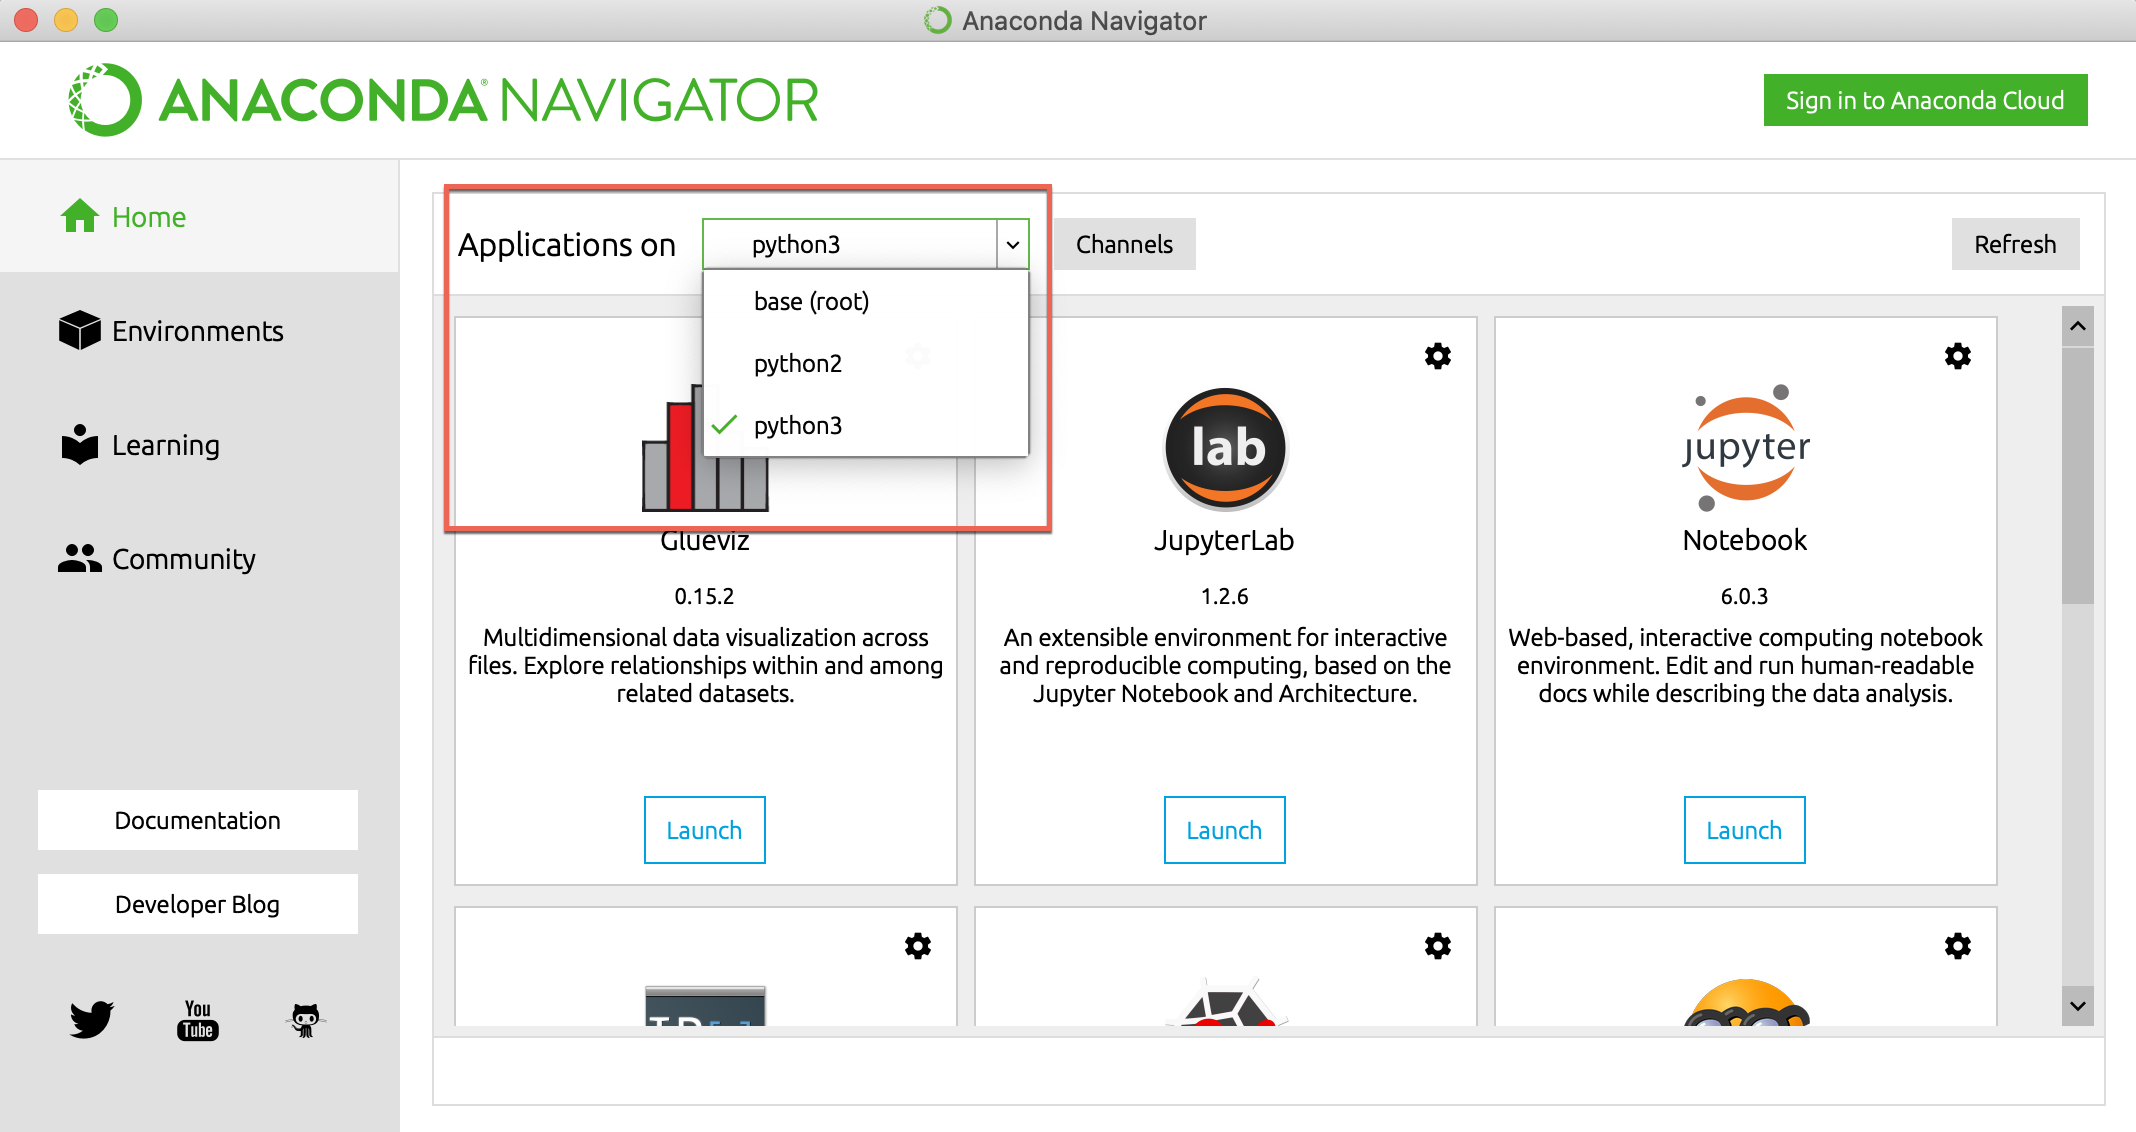 Anaconda Navigator
ANACONDA® NAVIGATOR
Sign in to Anaconda Cloud
Home
Environments
Learning
Community
Documentation
Developer Blog
You
Tube
Applications on
python3
Channels
Refresh
base (root)
python2
python3
Glueviz
0.15.2
Multidimensional data visualization across
files. Explore relationships within and among
related datasets.
Launch
lab
JupyterLab
1.2.6
An extensible environment for interactive
and reproducible computing, based on the
Jupyter Notebook and Architecture.
Launch
jupyter
Notebook
6.0.3
Web-based, interactive computing notebook
environment. Edit and run human-readable
docs while describing the data analysis.
Launch